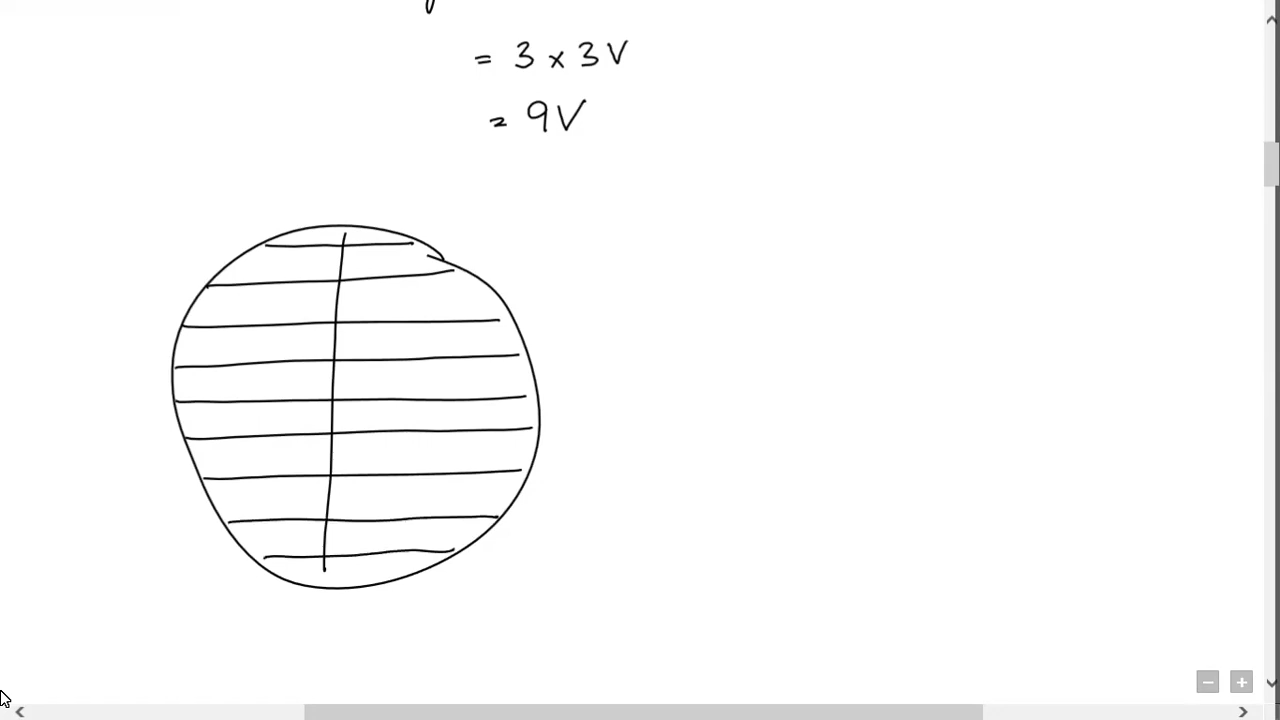 = 3 × 3V
= 9V